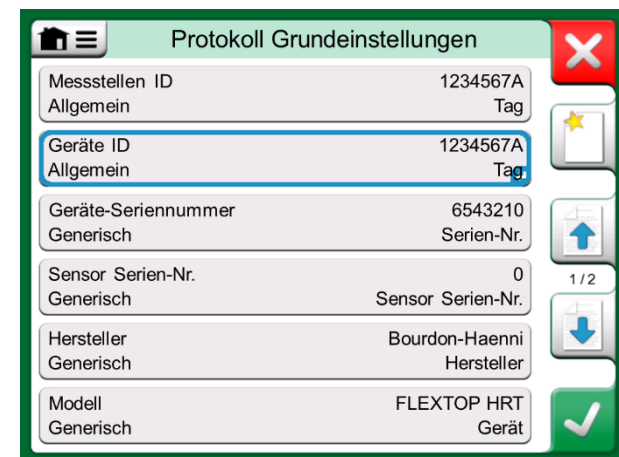 Protokoll Grundeinstellungen
Messstellen ID 1234567A
Allgemein Tag
Geräte ID 1234567A
Allgemein Tag
Geräte-Seriennummer 6543210
Generisch Serien-Nr.
Sensor Serien-Nr. 0
Generisch Sensor Serien-Nr.
1/2
Hersteller Bourdon-Haenni
Generisch Hersteller
Modell FLEXTOP HRT
Generisch Gerät